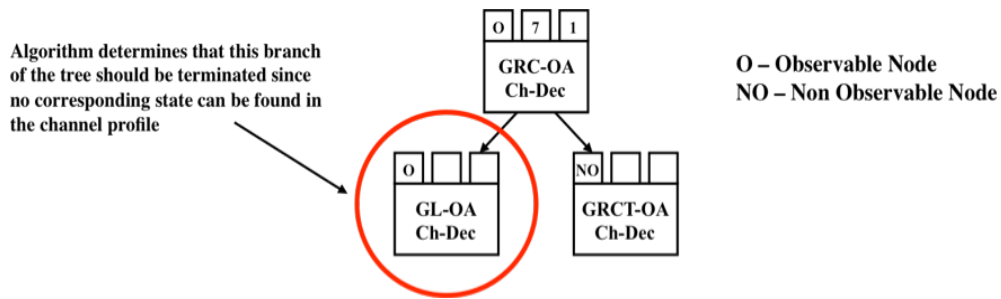 Algorithm determines that this branch
of the tree should be terminated since
no corresponding state can be found in
the channel profile
O 7 1
GRC-OA
Ch-Dec
O – Observable Node
NO – Non Observable Node
O
GL-OA
Ch-Dec
NO
GRCT-OA
Ch-Dec